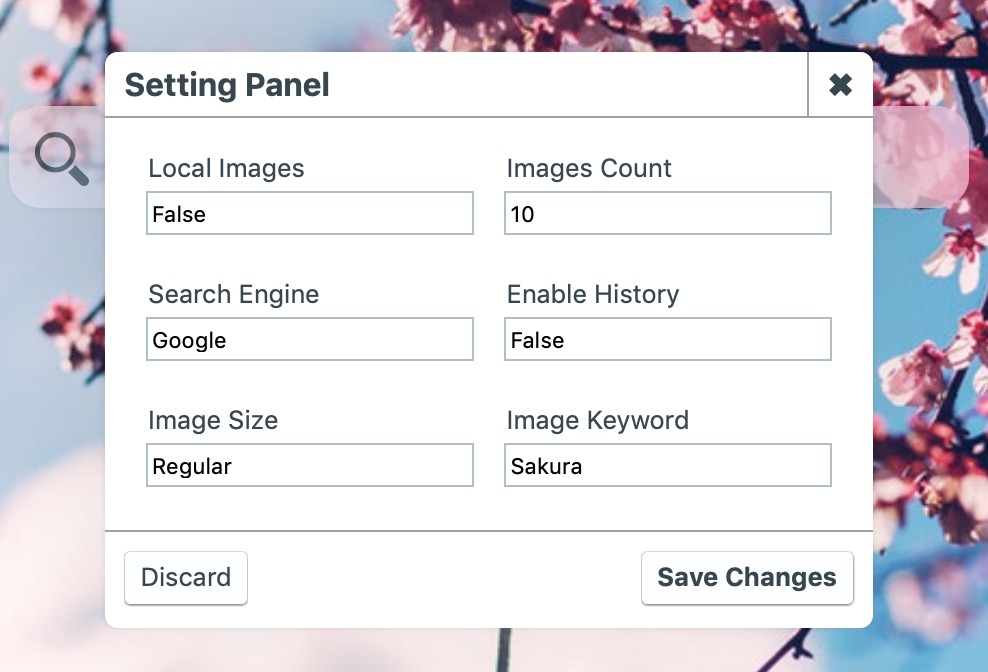 Setting Panel
Local Images
False
Images Count
10
Search Engine
Google
Enable History
False
Image Size
Regular
Image Keyword
Sakura
Discard
Save Changes